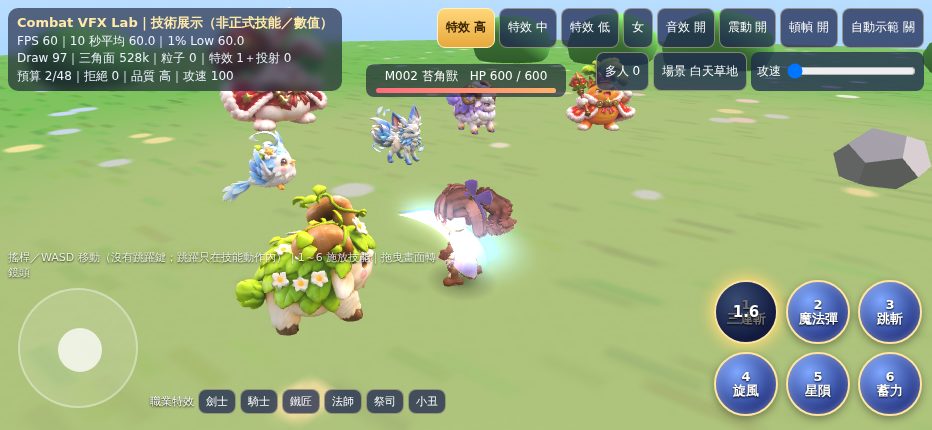 Combat VFX Lab｜技術展示（非正式技能／數值）
FPS 60｜10 秒平均 60.0｜1% Low 60.0
Draw 97｜三角面 528k｜粒子 0｜特效 1＋投射 0
預算 2/48｜拒絕 0｜品質 高｜攻速 100
特效 高
特效 中
特效 低
女
音效 開
震動 開
頓幀 開
自動示範 關
M002 苔角獸 HP 600 / 600
多人 0
場景 白天草地
攻速
搖桿／WASD 移動（沒有跳躍鍵；跳躍只在技能動作內）｜1～6 施放技能｜拖曳畫面轉
鏡頭
1
1.6
三連斬
2
魔法彈
3
跳斬
4
旋風
5
星隕
6
蓄力
職業特效
劍士
騎士
鐵匠
法師
祭司
小丑